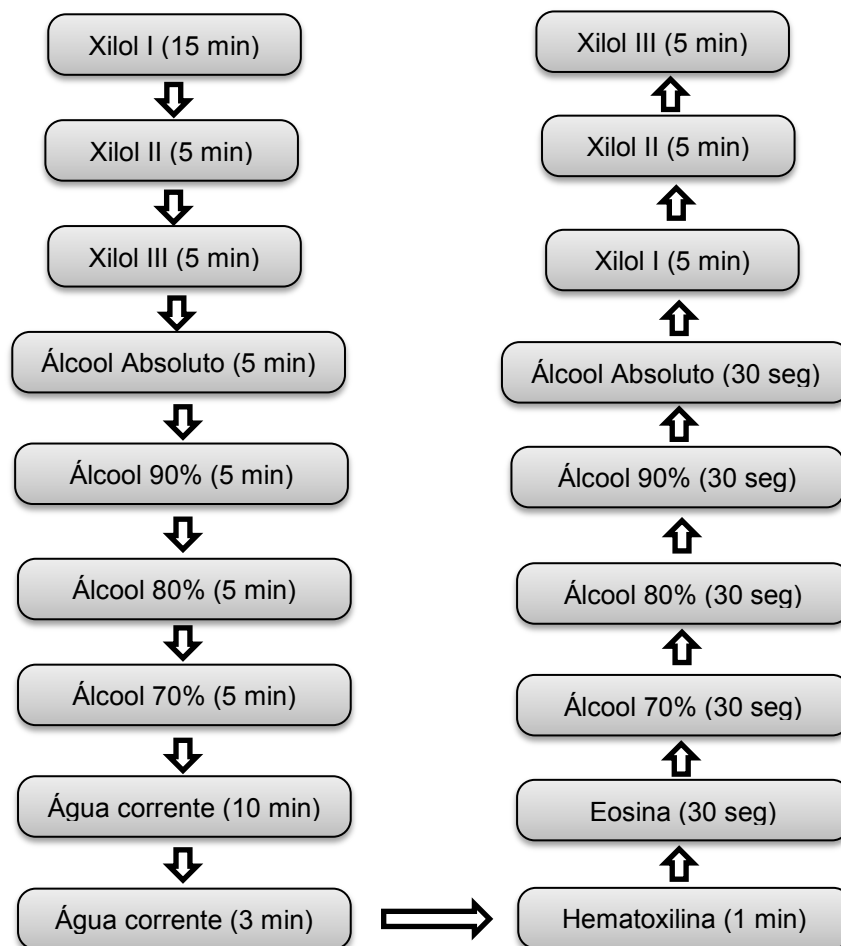 Xilol I (15 min)
Xilol II (5 min)
Xilol III (5 min)
Álcool Absoluto (5 min)
Álcool 90% (5 min)
Álcool 80% (5 min)
Álcool 70% (5 min)
Água corrente (10 min)
Água corrente (3 min)
Hematoxilina (1 min)
Eosina (30 seg)
Álcool 70% (30 seg)
Álcool 80% (30 seg)
Álcool 90% (30 seg)
Álcool Absoluto (30 seg)
Xilol I (5 min)
Xilol II (5 min)
Xilol III (5 min)